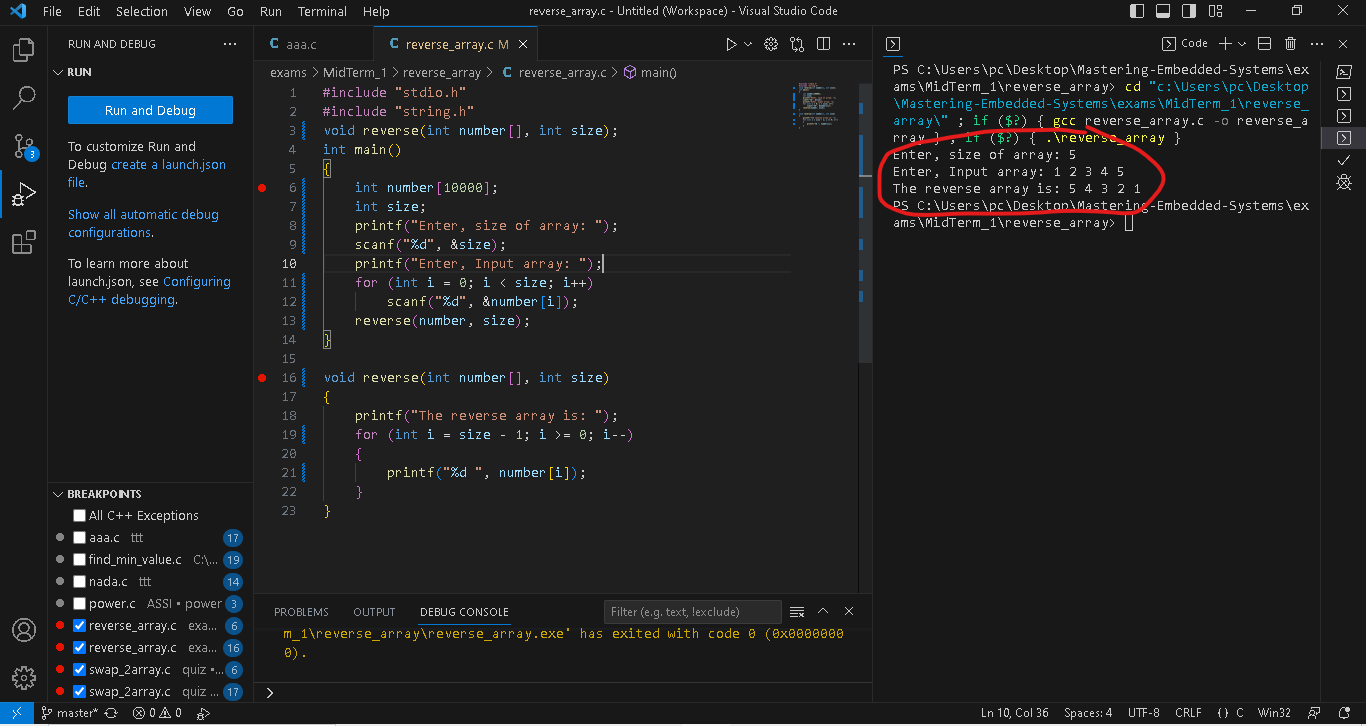 File Edit Selection View Go Run Terminal Help reverse_array.c - Untitled (Workspace) - Visual Studio Code
RUN AND DEBUG ...
RUN
Run and Debug
To customize Run and
Debug create a launch.json
file.
Show all automatic debug
configurations.
To learn more about
launch.json, see Configuring
C/C++ debugging.
BREAKPOINTS
All C++ Exceptions
aaa.c ttt 17
find_min_value.c C:\... 19
nada.c ttt 14
power.c ASSI • power 3
reverse_array.c exa... 6
reverse_array.c exa... 16
swap_2array.c quiz •... 6
swap_2array.c quiz ... 17
3
C aaa.c C reverse_array.c M
exams > MidTerm_1 > reverse_array > C reverse_array.c > main()
1 #include "stdio.h"
2 #include "string.h"
3 void reverse(int number[], int size);
4 int main()
5 {
6 int number[10000];
7 int size;
8 printf("Enter, size of array: ");
9 scanf("%d", &size);
10 printf("Enter, Input array: ");
11 for (int i = 0; i < size; i++)
12 scanf("%d", &number[i]);
13 reverse(number, size);
14 }
15
16 void reverse(int number[], int size)
17 {
18 printf("The reverse array is: ");
19 for (int i = size - 1; i >= 0; i--)
20 {
21 printf("%d ", number[i]);
22 }
23 }
PROBLEMS OUTPUT DEBUG CONSOLE Filter (e.g. text, !exclude)
m_1\reverse_array\reverse_array.exe' has exited with code 0 (0x0000000
0).
>
Code
PS C:\Users\pc\Desktop\Mastering-Embedded-Systems\ex
ams\MidTerm_1\reverse_array> cd "c:\Users\pc\Desktop
\Mastering-Embedded-Systems\exams\MidTerm_1\reverse_
array\" ; if ($?) { gcc reverse_array.c -o reverse_a
rray } ; if ($?) { .\reverse_array }
Enter, size of array: 5
Enter, Input array: 1 2 3 4 5
The reverse array is: 5 4 3 2 1
PS C:\Users\pc\Desktop\Mastering-Embedded-Systems\ex
ams\MidTerm_1\reverse_array>
master* 0 0 Ln 10, Col 36 Spaces: 4 UTF-8 CRLF {} C Win32